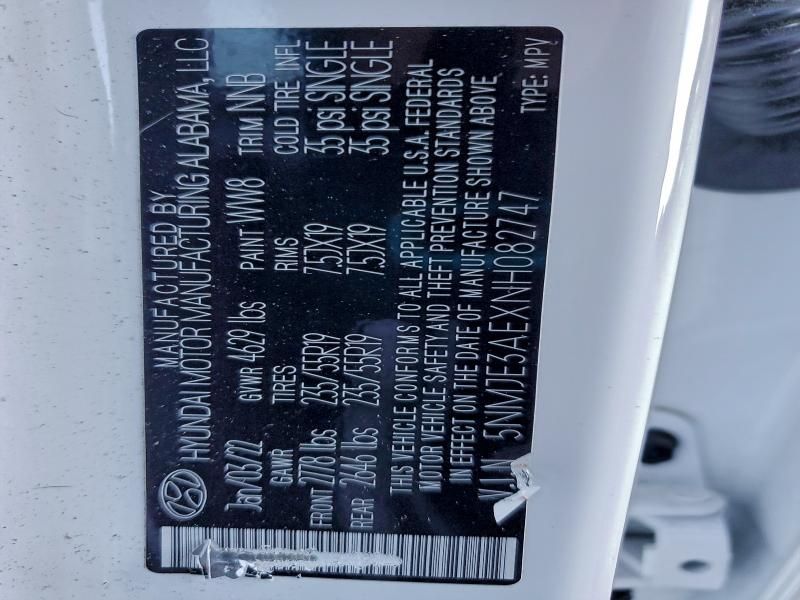 MANUFACTURED BY
HYUNDAI MOTOR MANUFACTURING ALABAMA, LLC
Jan/03/22 GVWR 4629 lbs PAINT WW8 TRIM NNB
GAWR TIRES RIMS COLD TIRE INFL
FRONT 2778 lbs 235/55R19 7.5JX19 35 psi SINGLE
REAR 2646 lbs 235/55R19 7.5JX19 35 psi SINGLE
THIS VEHICLE CONFORMS TO ALL APPLICABLE U.S.A. FEDERAL
MOTOR VEHICLE SAFETY AND THEFT PREVENTION STANDARDS
IN EFFECT ON THE DATE OF MANUFACTURE SHOWN ABOVE
V.I.N. 5NMJE3AEXNH082747 TYPE: MPV